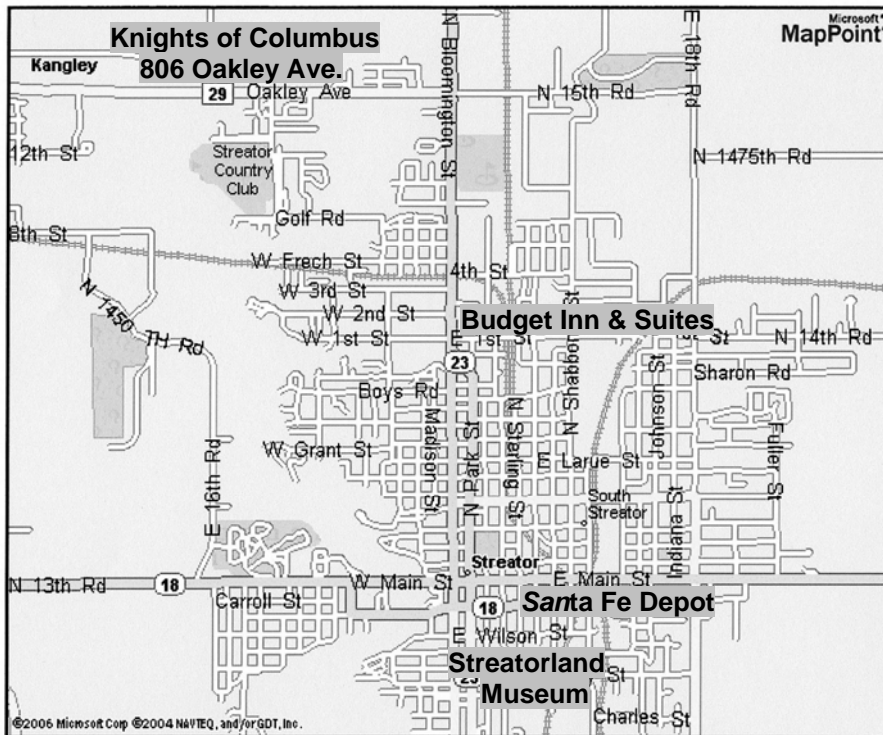 Knights of Columbus
806 Oakley Ave.
N Bloomington St
E 18th Rd
Microsoft
MapPoint
Kangley
29
Oakley Ave
N 15th Rd
12th St
Streator
Country
Club
N 1475th Rd
Golf Rd
8th St
W Frech St
4th St
N 1450 TH Rd
W 3rd St
W 2nd St
Budget Inn & Suites
W 1st St
E 1st St
St
N 14th Rd
23
Sharon Rd
Boys Rd
Madison St
N Park St
N Sterling St
N Shabbona St
Johnson St
W Grant St
E Larue St
Fuller St
E 16th Rd
South
Streator
Indiana St
Streator
N 13th Rd
18
W Main St
E Main St
Carroll St
18
Santa Fe Depot
E Wilson St
Streatorland
Museum
St
23
Charles St
©2006 Microsoft Corp ©2004 NAVTEQ, and/or GDT, Inc.